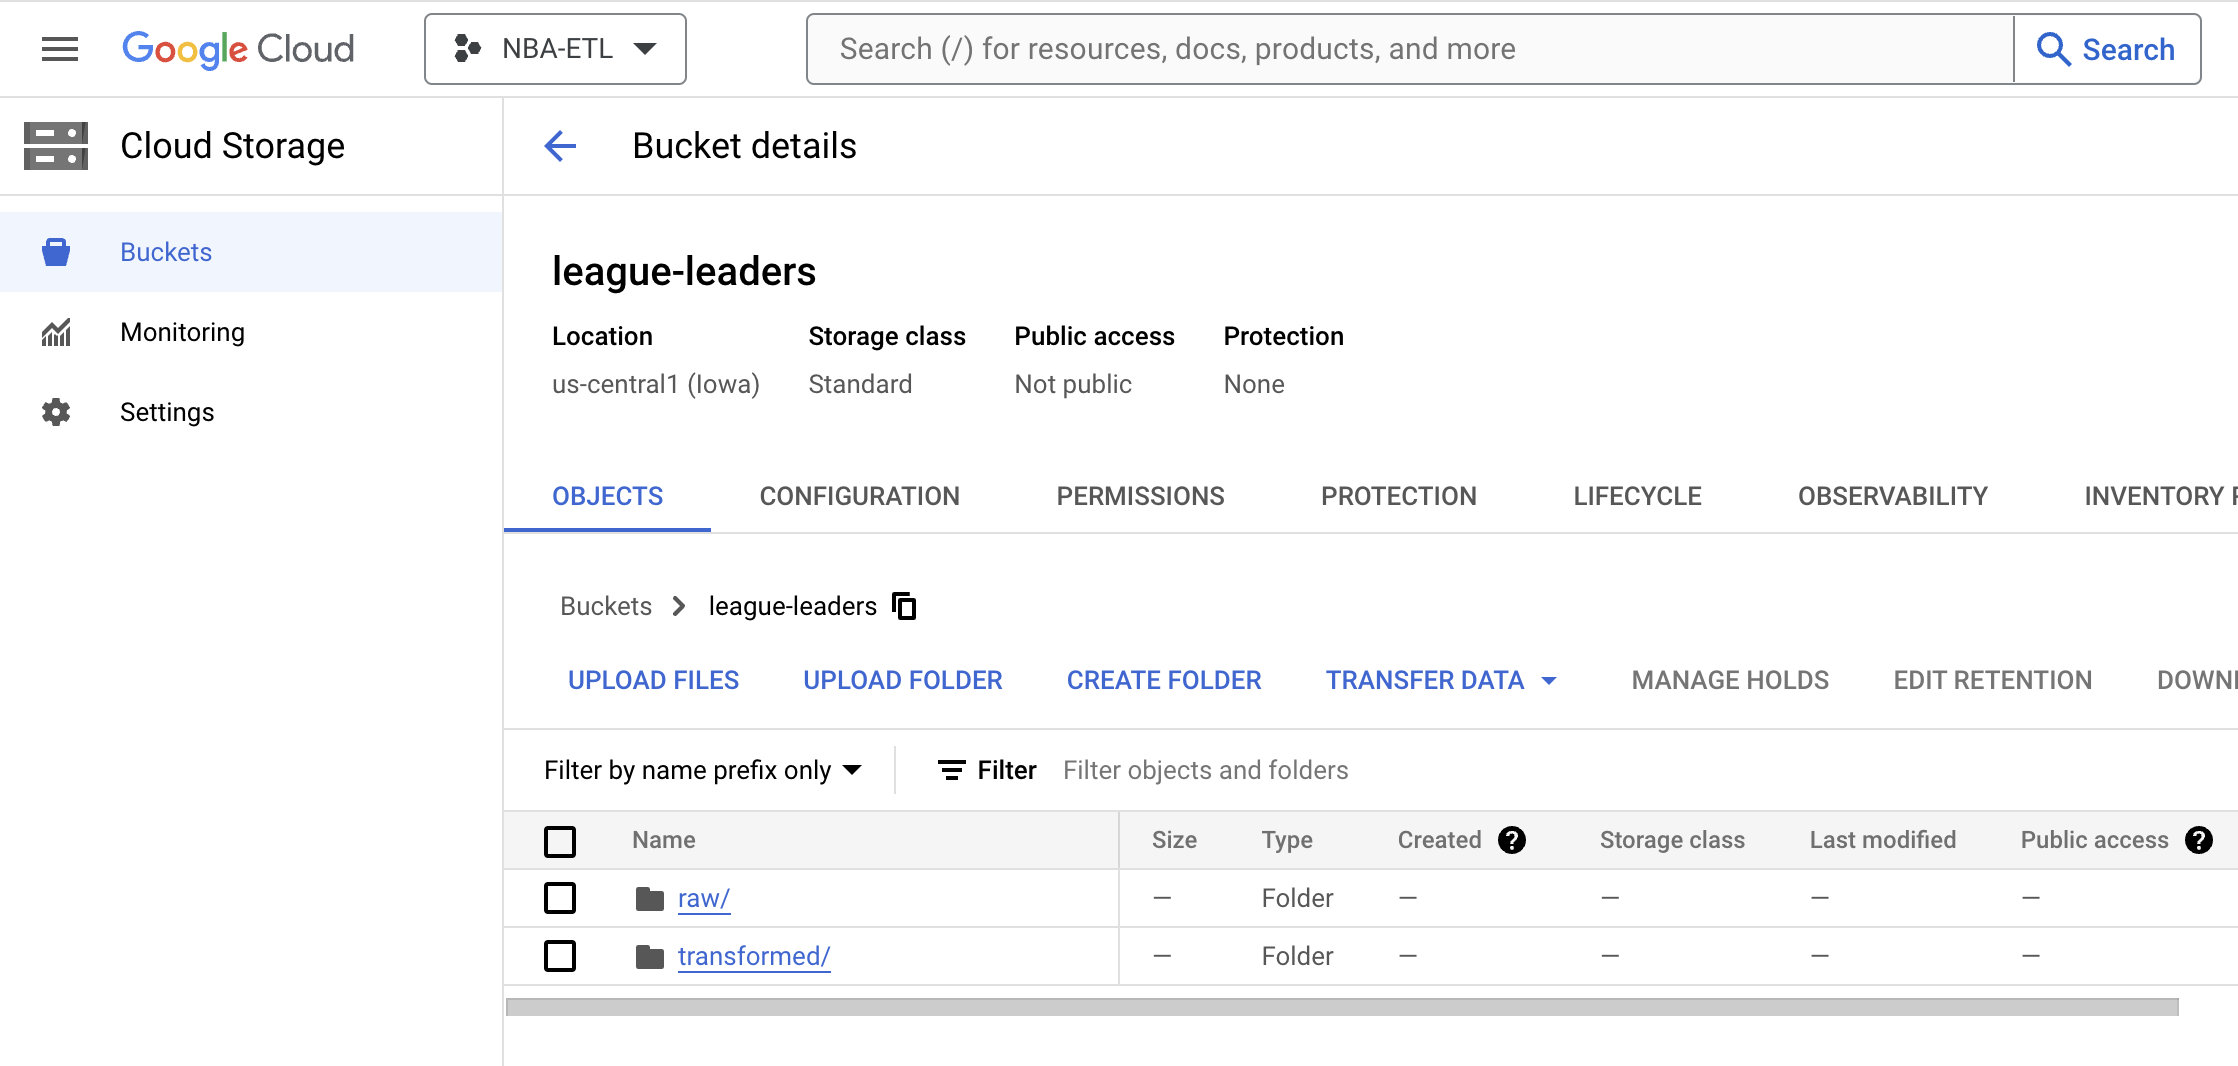 Google Cloud NBA-ETL Search (/) for resources, docs, products, and more Search
Cloud Storage
Bucket details
Buckets
Monitoring
Settings
league-leaders
Location Storage class Public access Protection
us-central1 (Iowa) Standard Not public None
OBJECTS CONFIGURATION PERMISSIONS PROTECTION LIFECYCLE OBSERVABILITY INVENTORY
Buckets > league-leaders
UPLOAD FILES UPLOAD FOLDER CREATE FOLDER TRANSFER DATA MANAGE HOLDS EDIT RETENTION
Filter by name prefix only Filter Filter objects and folders
Name Size Type Created ? Storage class Last modified Public access ?
raw/ — Folder — — — —
transformed/ — Folder — — — —